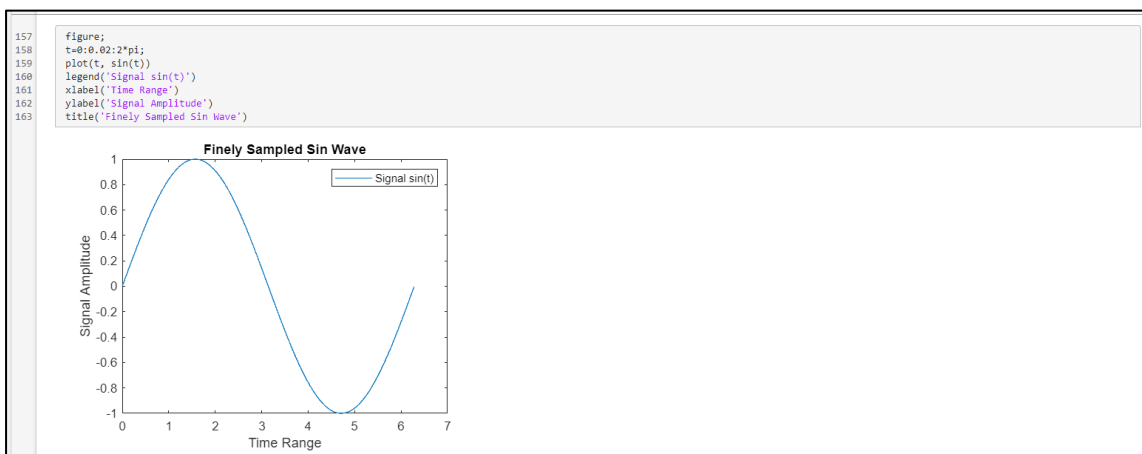 157 figure;
158 t=0:0.02:2*pi;
159 plot(t, sin(t))
160 legend('Signal sin(t)')
161 xlabel('Time Range')
162 ylabel('Signal Amplitude')
163 title('Finely Sampled Sin Wave')
Finely Sampled Sin Wave
Signal sin(t)
1
0.8
0.6
0.4
0.2
0
-0.2
-0.4
-0.6
-0.8
-1
Signal Amplitude
0 1 2 3 4 5 6 7
Time Range